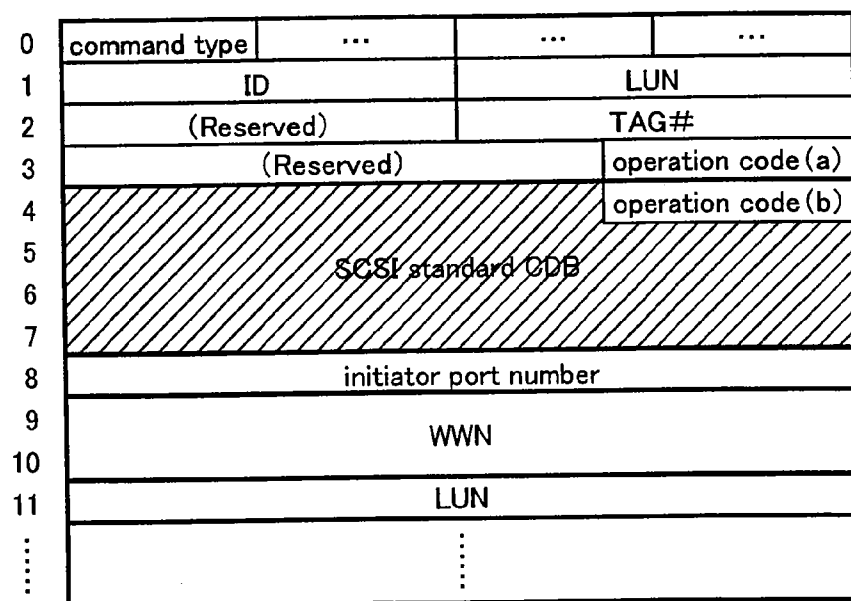 0 command type ... ... ...
1 ID LUN
2 (Reserved) TAG#
3 (Reserved) operation code(a)
4 operation code(b)
5 SCSI standard CDB
6
7
8 initiator port number
9 WWN
10
11 LUN